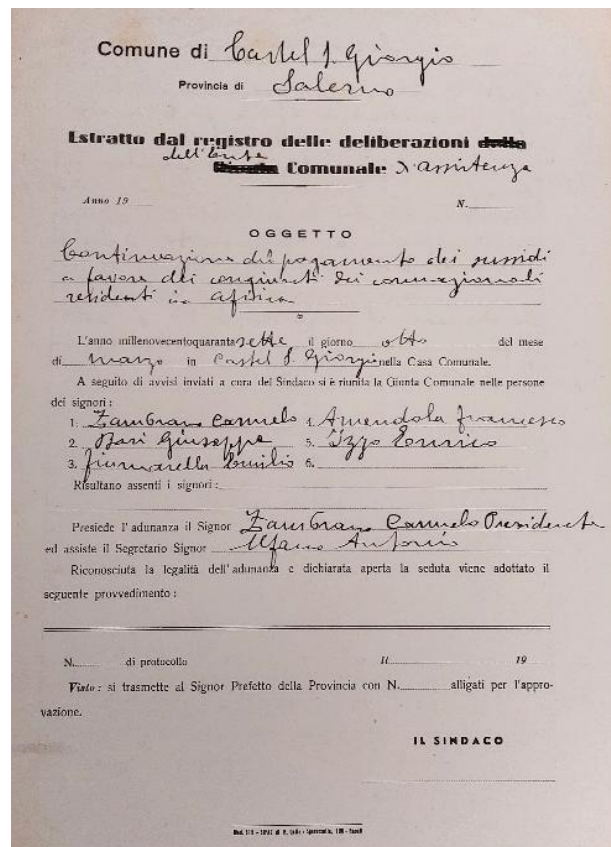 Comune di Castel S. Giorgio
Provincia di Salerno
Estratto dal registro delle deliberazioni della
dell'Ente
Giunta Comunale d'assistenza
Anno 19 N.
OGGETTO
Continuazione del pagamento dei sussidi
a favore dei congiunti dei connazionali
residenti in Africa
L'anno millenovecentoquarantasette il giorno otto del mese
di marzo in Castel S. Giorgio nella Casa Comunale.
A seguito di avvisi inviati a cura del Sindaco si è riunita la Giunta Comunale nelle persone
dei signori:
1. Zambrano Carmelo 4. Amendola Francesco
2. Bari Giuseppe 5. Izzo Enrico
3. Fiumarella Emilio 6.
Risultano assenti i signori:
Presiede l'adunanza il Signor Zambrano Carmelo Presidente
ed assiste il Segretario Signor Alfano Antonio
Riconosciuta la legalità dell'adunanza e dichiarata aperta la seduta viene adottato il
seguente provvedimento:
N. di protocollo li 19
Visto: si trasmette al Signor Prefetto della Provincia con N. alligati per l'appro-
vazione.
IL SINDACO